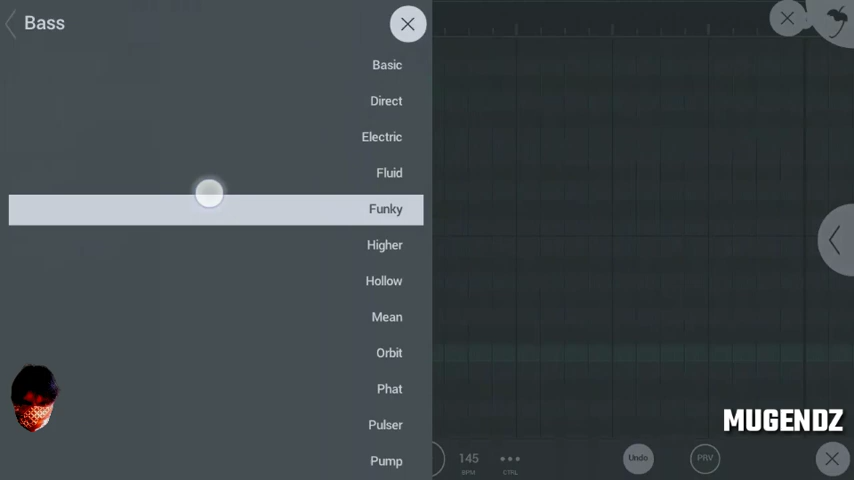 Bass
Basic
Direct
Electric
Fluid
Funky
Higher
Hollow
Mean
Orbit
Phat
Pulser
Pump
MUGENDZ
145
BPM
CTRL
Undo
PRV